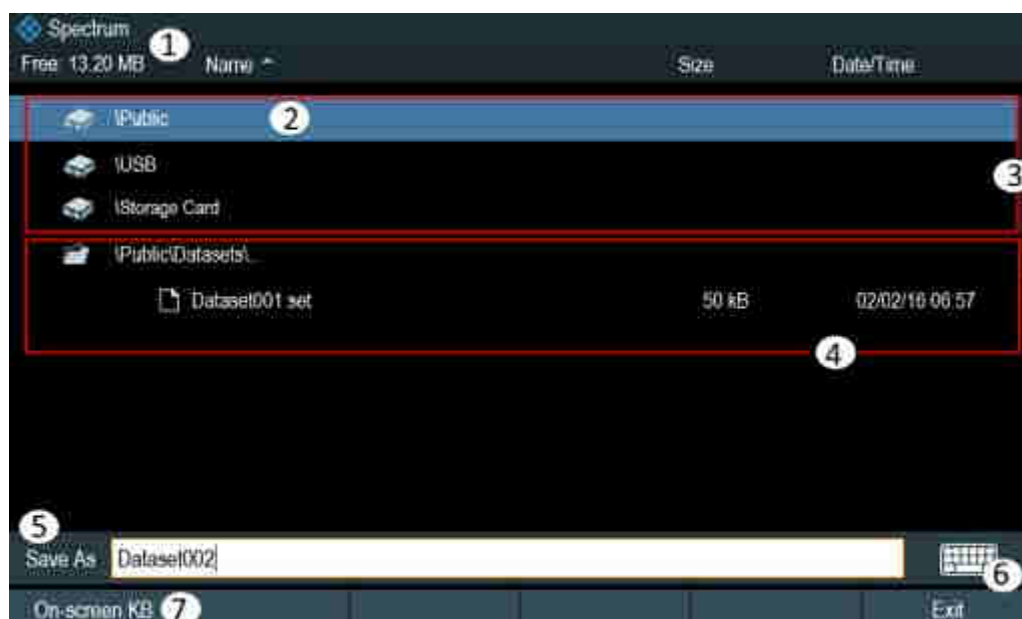 Spectrum
1
Free: 13.20 MB Name Size Date/Time
\Public 2
\USB
3
\Storage Card
\Public\Datasets\...
Dataset001.set 50 kB 02/02/16 06:57
4
5
Save As Dataset002
6
On-screen KB 7 Exit